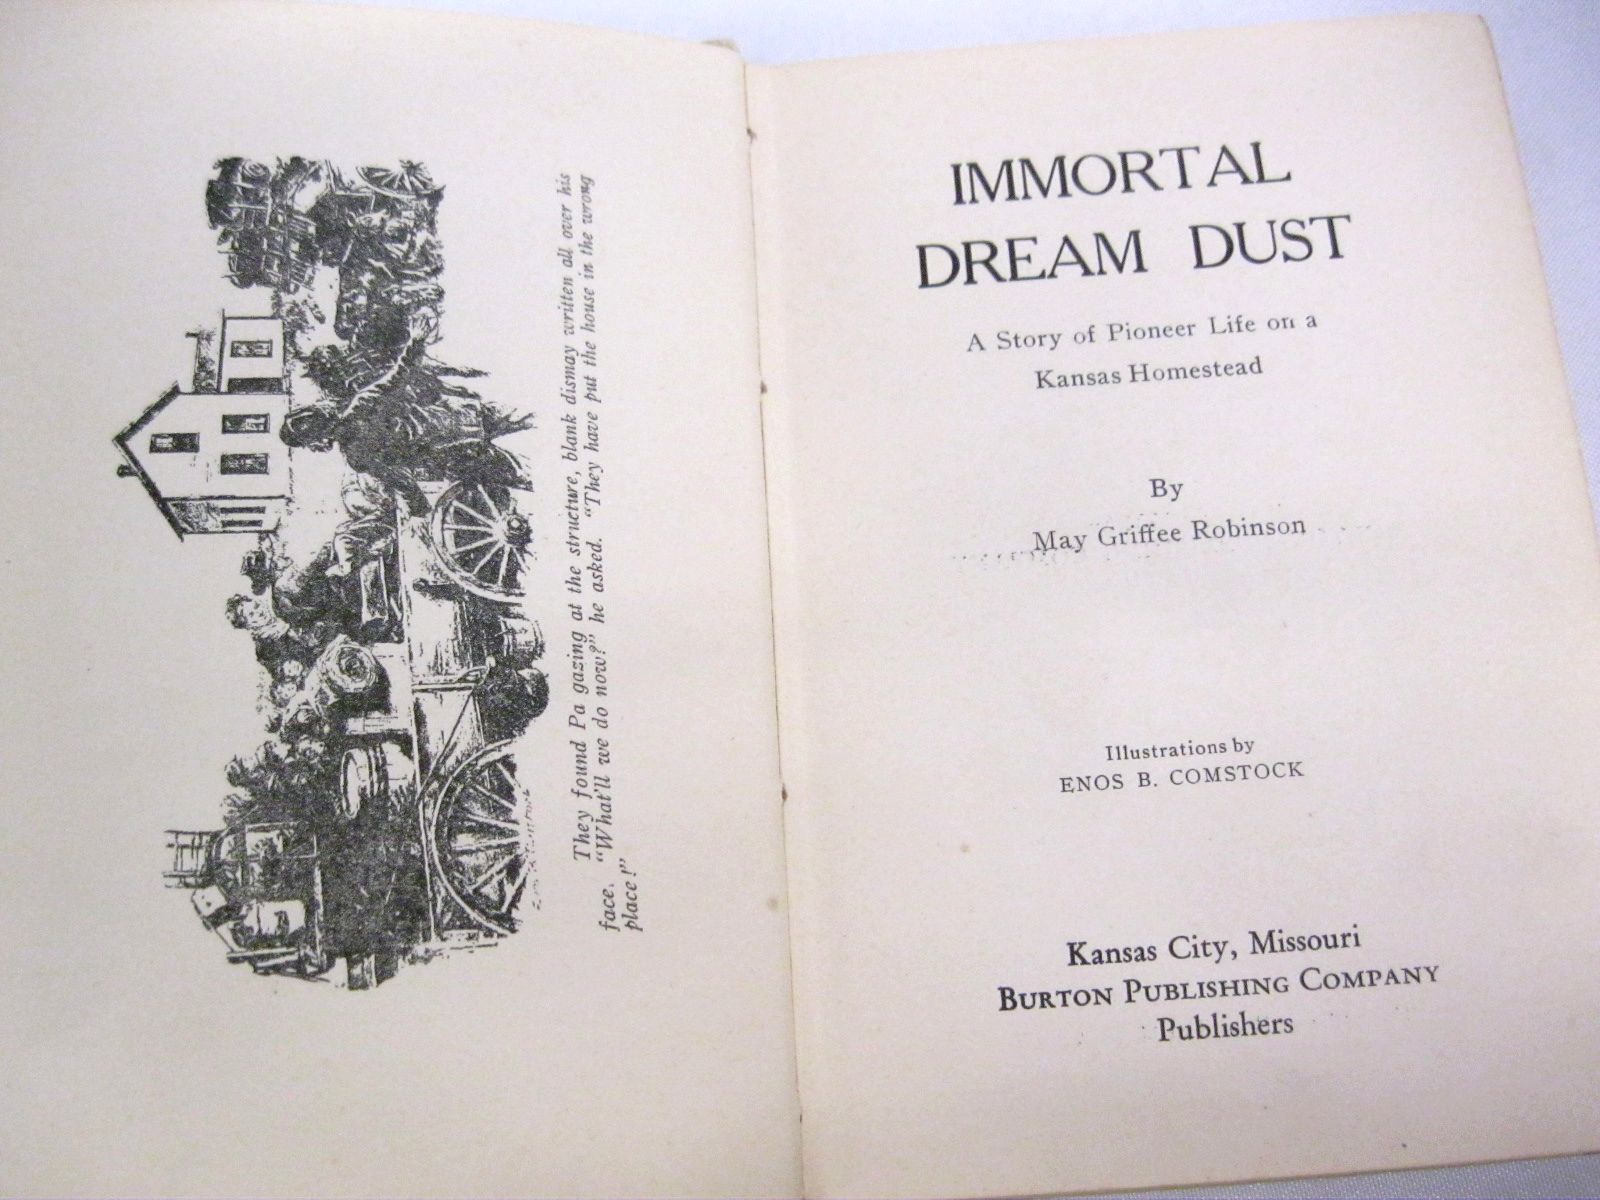 They found Pa gazing at the structure, blank dismay written all over his
face. "What'll we do now?" he asked. "They have put the house in the wrong
place!"
IMMORTAL
DREAM DUST
A Story of Pioneer Life on a
Kansas Homestead
By
May Griffee Robinson
Illustrations by
ENOS B. COMSTOCK
Kansas City, Missouri
BURTON PUBLISHING COMPANY
Publishers